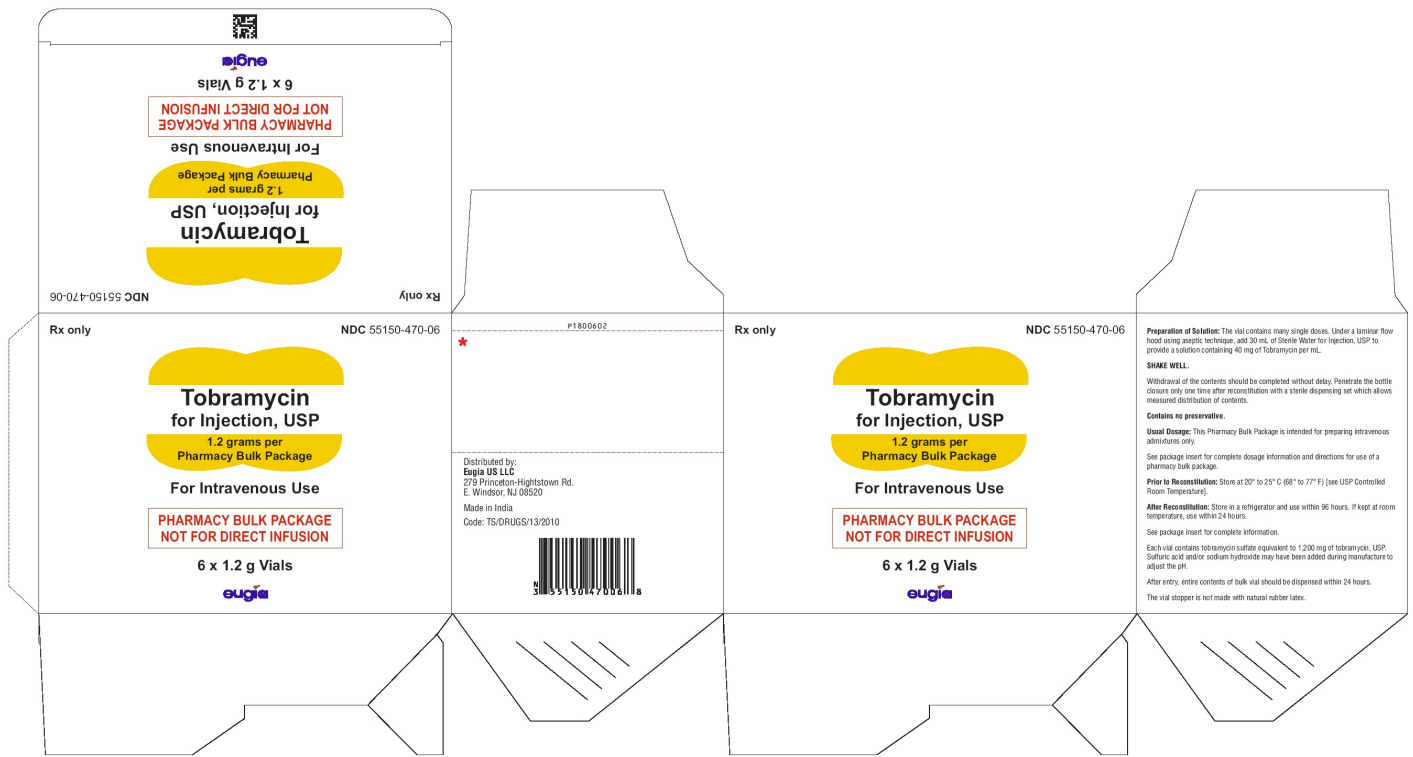 eugia
6 x 1.2 g Vials
PHARMACY BULK PACKAGE
NOT FOR DIRECT INFUSION
For Intravenous Use
1.2 grams per
Pharmacy Bulk Package
Tobramycin
for Injection, USP
Rx only
NDC 55150-470-06
Rx only
NDC 55150-470-06
Tobramycin
for Injection, USP
1.2 grams per
Pharmacy Bulk Package
For Intravenous Use
PHARMACY BULK PACKAGE
NOT FOR DIRECT INFUSION
6 x 1.2 g Vials
eugia
P1800602
*
Distributed by:
Eugia US LLC
279 Princeton-Hightstown Rd.
E. Windsor, NJ 08520
Made in India
Code: TS/DRUGS/13/2010
N
3 55150 47006 8
Rx only
NDC 55150-470-06
Tobramycin
for Injection, USP
1.2 grams per
Pharmacy Bulk Package
For Intravenous Use
PHARMACY BULK PACKAGE
NOT FOR DIRECT INFUSION
6 x 1.2 g Vials
eugia
Preparation of Solution: The vial contains many single doses. Under a laminar flow
hood using aseptic technique, add 30 mL of Sterile Water for Injection, USP to
provide a solution containing 40 mg of Tobramycin per mL.
SHAKE WELL.
Withdrawal of the contents should be completed without delay. Penetrate the bottle
closure only one time after reconstitution with a sterile dispensing set which allows
measured distribution of contents.
Contains no preservative.
Usual Dosage: This Pharmacy Bulk Package is intended for preparing intravenous
admixtures only.
See package insert for complete dosage information and directions for use of a
pharmacy bulk package.
Prior to Reconstitution: Store at 20° to 25° C (68° to 77° F) [see USP Controlled
Room Temperature].
After Reconstitution: Store in a refrigerator and use within 96 hours. If kept at room
temperature, use within 24 hours.
See package insert for complete information.
Each vial contains tobramycin sulfate equivalent to 1,200 mg of tobramycin, USP.
Sulfuric acid and/or sodium hydroxide may have been added during manufacture to
adjust the pH.
After entry, entire contents of bulk vial should be dispensed within 24 hours.
The vial stopper is not made with natural rubber latex.